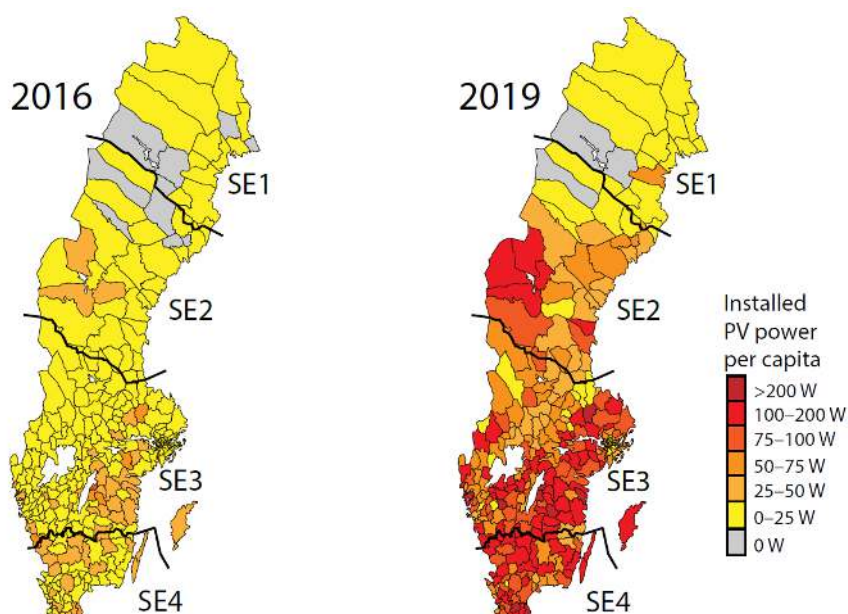 2016
2019
SE1
SE2
SE3
SE4
SE1
SE2
SE3
SE4
Installed
PV power
per capita
>200 W
100–200 W
75–100 W
50–75 W
25–50 W
0–25 W
0 W